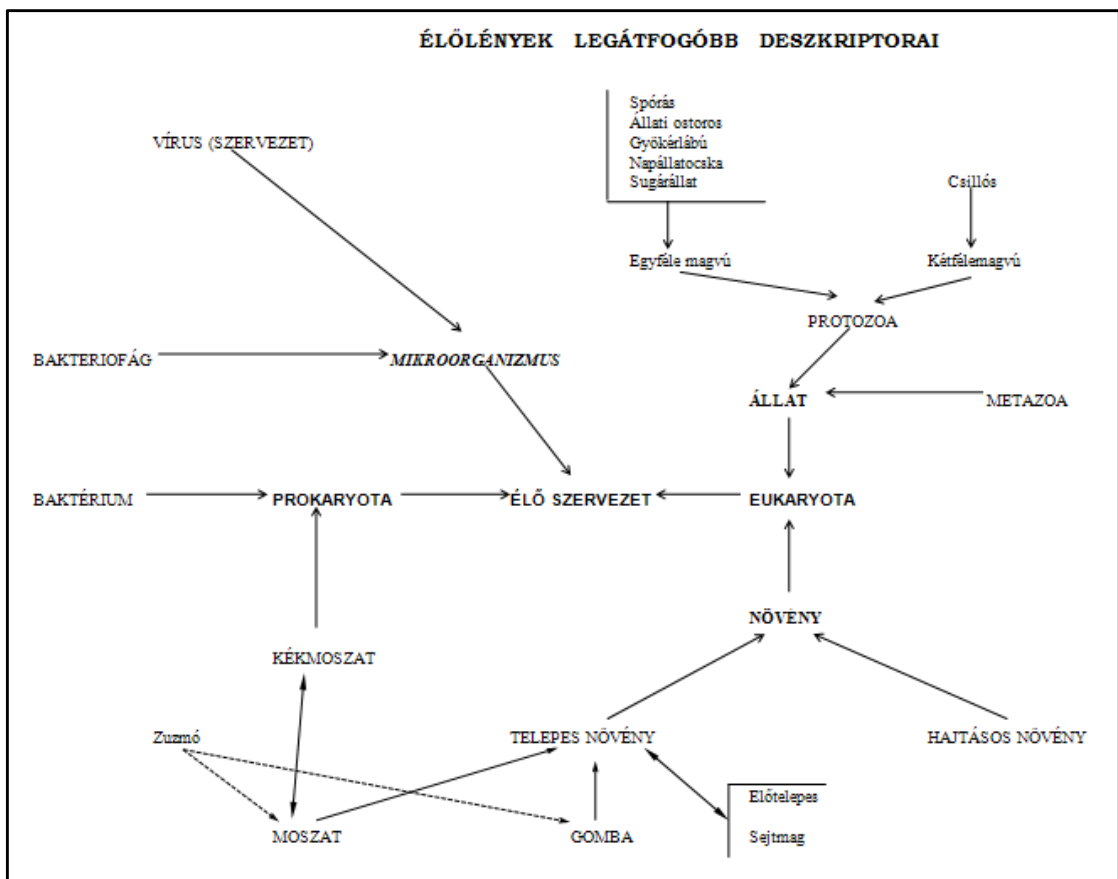 ÉLŐLÉNYEK LEGÁTFOGÓBB DESZKRIPTORAI
Spórás
Állati ostoros
Gyökérlábú
Napállatocska
Sugárállat
VÍRUS (SZERVEZET)
Csillós
Egyféle magvú
Kétfélemagvú
PROTOZOA
BAKTERIOFÁG
MIKROORGANIZMUS
ÁLLAT
METAZOA
BAKTÉRIUM
PROKARYOTA
ÉLŐ SZERVEZET
EUKARYOTA
NÖVÉNY
KÉKMOSZAT
Zuzmó
TELEPES NÖVÉNY
HAJTÁSOS NÖVÉNY
Előtelepes
MOSZAT
GOMBA
Sejtmag